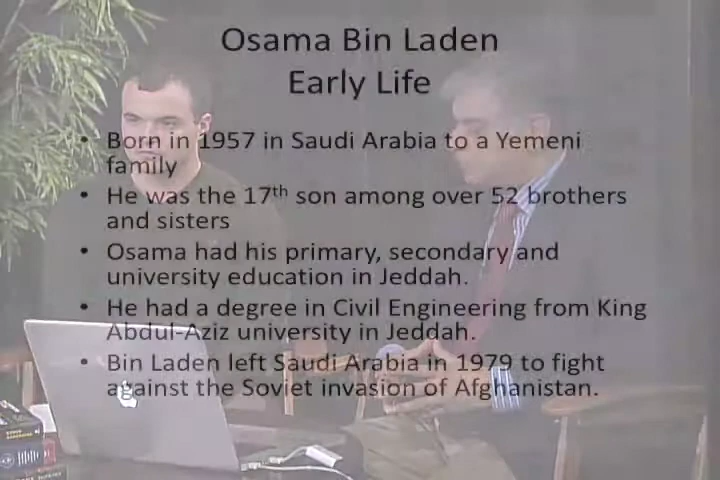 Osama Bin Laden
Early Life
• Born in 1957 in Saudi Arabia to a Yemeni
family
• He was the 17th son among over 52 brothers
and sisters
• Osama had his primary, secondary and
university education in Jeddah.
• He had a degree in Civil Engineering from King
Abdul-Aziz university in Jeddah.
• Bin Laden left Saudi Arabia in 1979 to fight
against the Soviet invasion of Afghanistan.